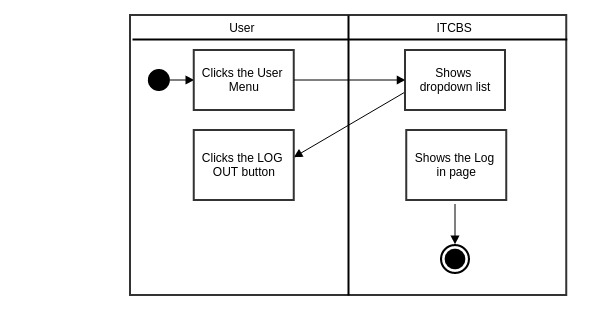 User
ITCBS
Clicks the User
Menu
Shows
dropdown list
Clicks the LOG
OUT button
Shows the Log
in page